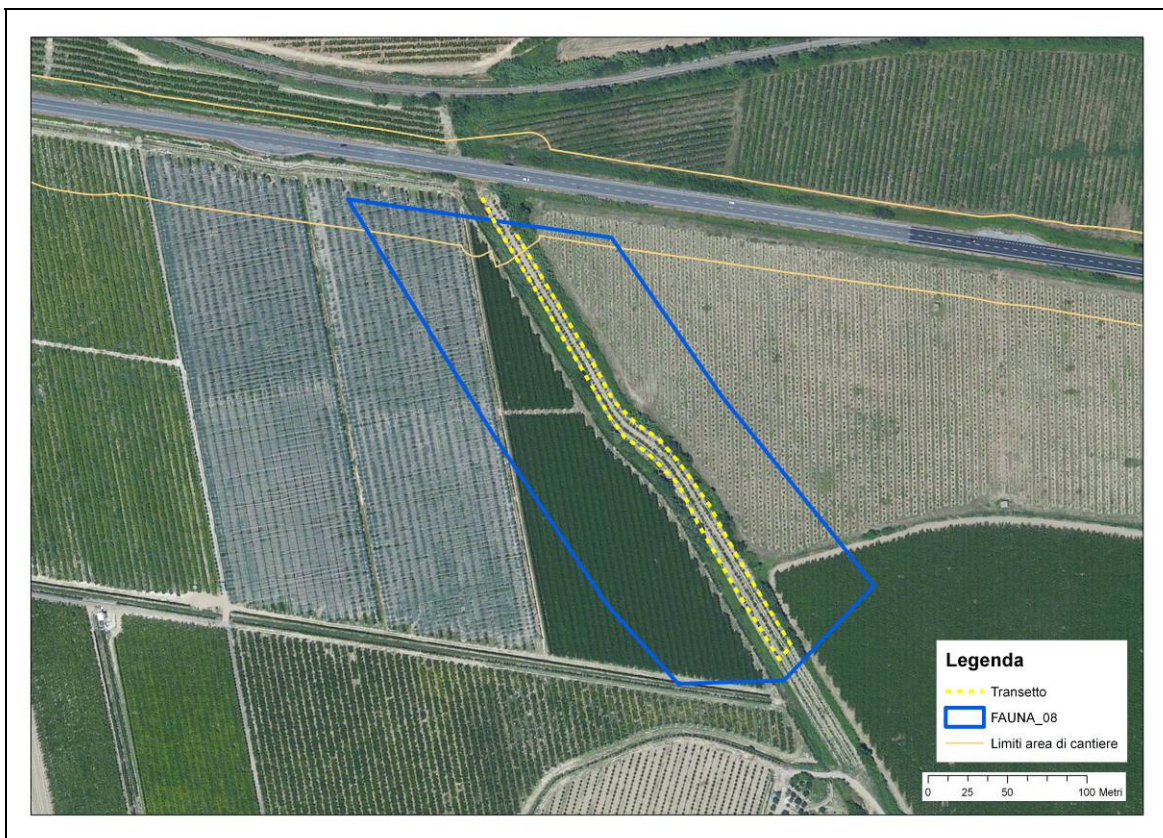 Legenda
Transetto
FAUNA_08
Limiti area di cantiere
0 25 50 100 Metri